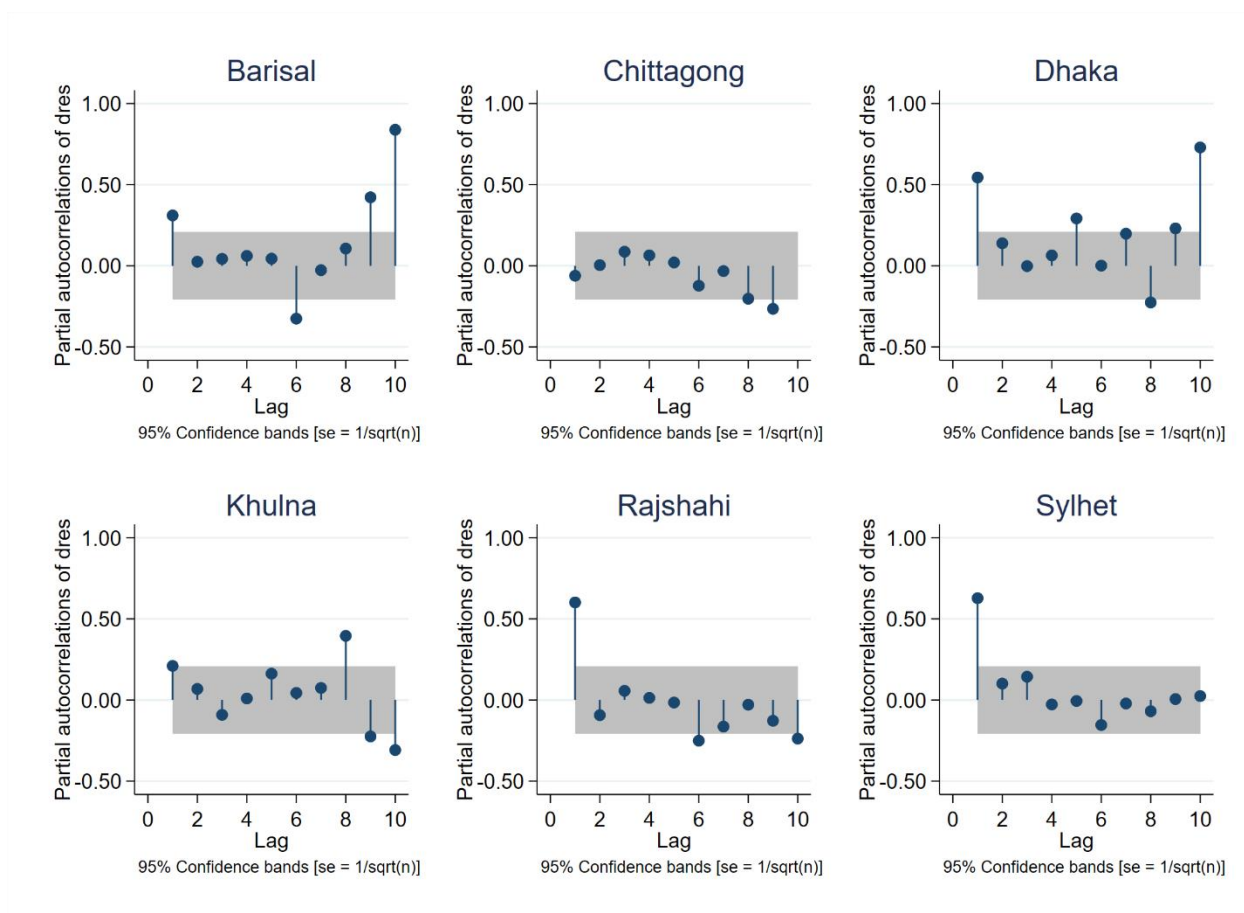 Barisal
Partial autocorrelations of dres
1.00
0.50
0.00
-0.50
0 2 4 6 8 10
Lag
95% Confidence bands [se = 1/sqrt(n)]
Chittagong
Partial autocorrelations of dres
1.00
0.50
0.00
-0.50
0 2 4 6 8 10
Lag
95% Confidence bands [se = 1/sqrt(n)]
Dhaka
Partial autocorrelations of dres
1.00
0.50
0.00
-0.50
0 2 4 6 8 10
Lag
95% Confidence bands [se = 1/sqrt(n)]
Khulna
Partial autocorrelations of dres
1.00
0.50
0.00
-0.50
0 2 4 6 8 10
Lag
95% Confidence bands [se = 1/sqrt(n)]
Rajshahi
Partial autocorrelations of dres
1.00
0.50
0.00
-0.50
0 2 4 6 8 10
Lag
95% Confidence bands [se = 1/sqrt(n)]
Sylhet
Partial autocorrelations of dres
1.00
0.50
0.00
-0.50
0 2 4 6 8 10
Lag
95% Confidence bands [se = 1/sqrt(n)]